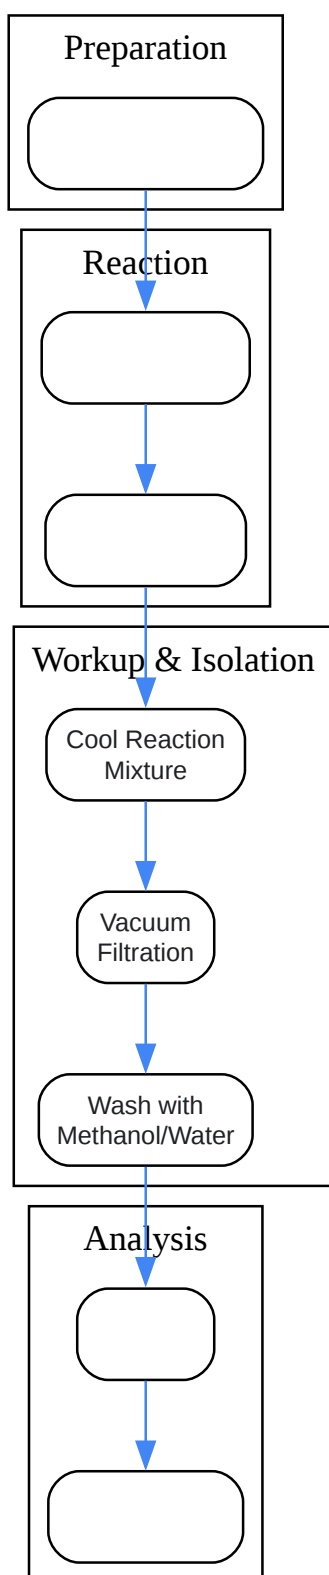 Preparation
Reaction
Workup & Isolation
Cool Reaction
Mixture
Vacuum
Filtration
Wash with
Methanol/Water
Analysis